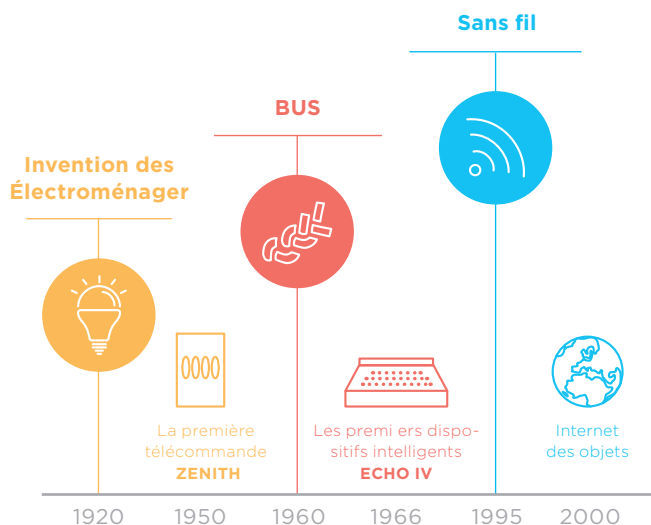 Sans fil
BUS
Invention des
Électroménager
La première
télécommande
ZENITH
Les premi ers dispo-
sitifs intelligents
ECHO IV
Internet
des objets
1920 1950 1960 1966 1995 2000